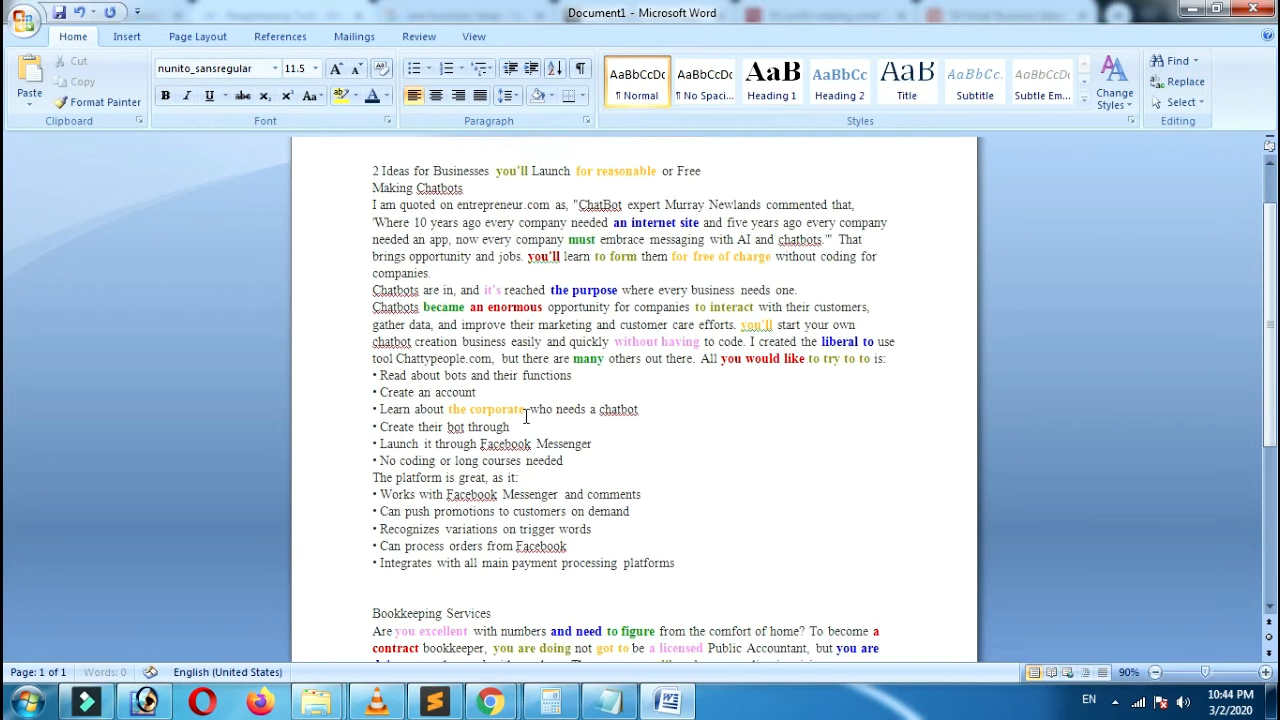 Document1 - Microsoft Word
Home Insert Page Layout References Mailings Review View
Paste
Cut
Copy
Format Painter
Clipboard
nunito_sansregular 11.5
Font
Paragraph
AaBbCcDc AaBbCcDc AaB AaBbCc AaB AaBbCc. AaBbCcDc
¶ Normal ¶ No Spaci... Heading 1 Heading 2 Title Subtitle Subtle Em...
Styles
Change Styles
Find
Replace
Select
Editing
2 Ideas for Businesses you'll Launch for reasonable or Free
Making Chatbots
I am quoted on entrepreneur.com as, "ChatBot expert Murray Newlands commented that,
'Where 10 years ago every company needed an internet site and five years ago every company
needed an app, now every company must embrace messaging with AI and chatbots.'" That
brings opportunity and jobs. you'll learn to form them for free of charge without coding for
companies.
Chatbots are in, and it's reached the purpose where every business needs one.
Chatbots became an enormous opportunity for companies to interact with their customers,
gather data, and improve their marketing and customer care efforts. you'll start your own
chatbot creation business easily and quickly without having to code. I created the liberal to use
tool Chattypeople.com, but there are many others out there. All you would like to try to to is:
• Read about bots and their functions
• Create an account
• Learn about the corporate who needs a chatbot
• Create their bot through
• Launch it through Facebook Messenger
• No coding or long courses needed
The platform is great, as it:
• Works with Facebook Messenger and comments
• Can push promotions to customers on demand
• Recognizes variations on trigger words
• Can process orders from Facebook
• Integrates with all main payment processing platforms
Bookkeeping Services
Are you excellent with numbers and need to figure from the comfort of home? To become a
contract bookkeeper, you are doing not got to be a licensed Public Accountant, but you are
Page: 1 of 1 Words: 0 English (United States) 90%
EN 10:44 PM
3/2/2020